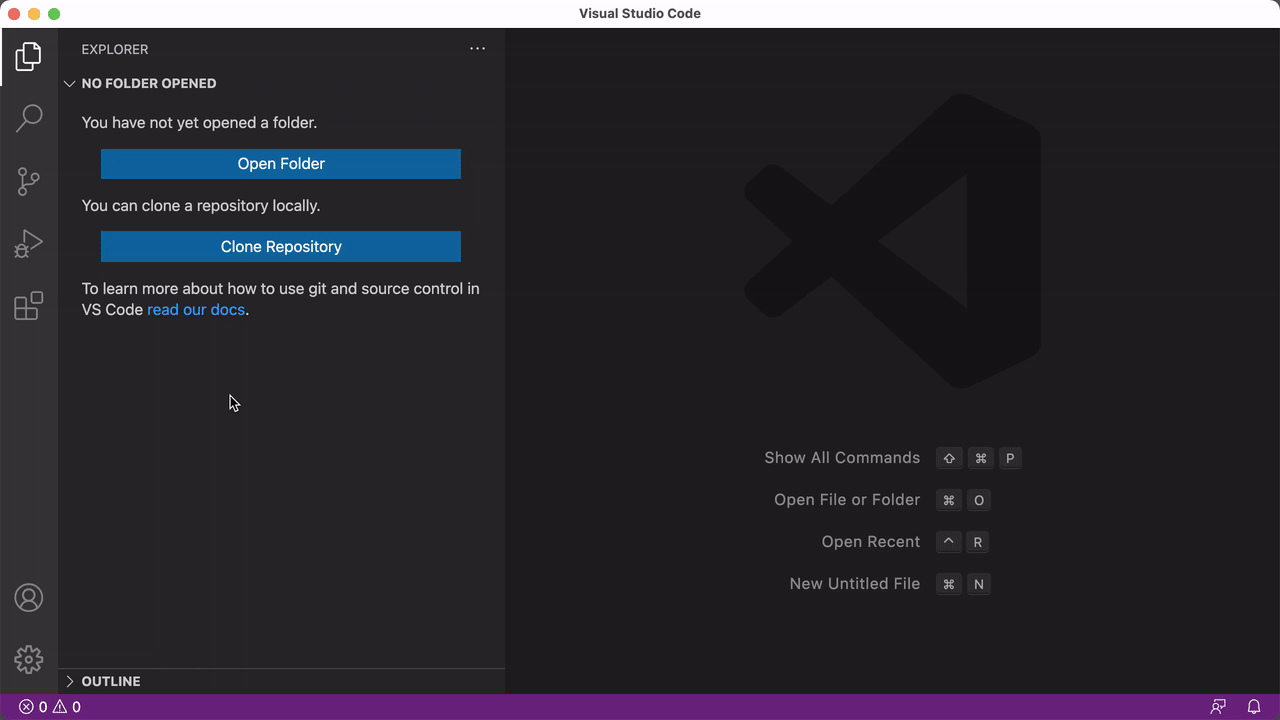 Visual Studio Code
EXPLORER
NO FOLDER OPENED
You have not yet opened a folder.
Open Folder
You can clone a repository locally.
Clone Repository
To learn more about how to use git and source control in
VS Code read our docs.
Show All Commands ⇧ ⌘ P
Open File or Folder ⌘ O
Open Recent ^ R
New Untitled File ⌘ N
OUTLINE
0 0